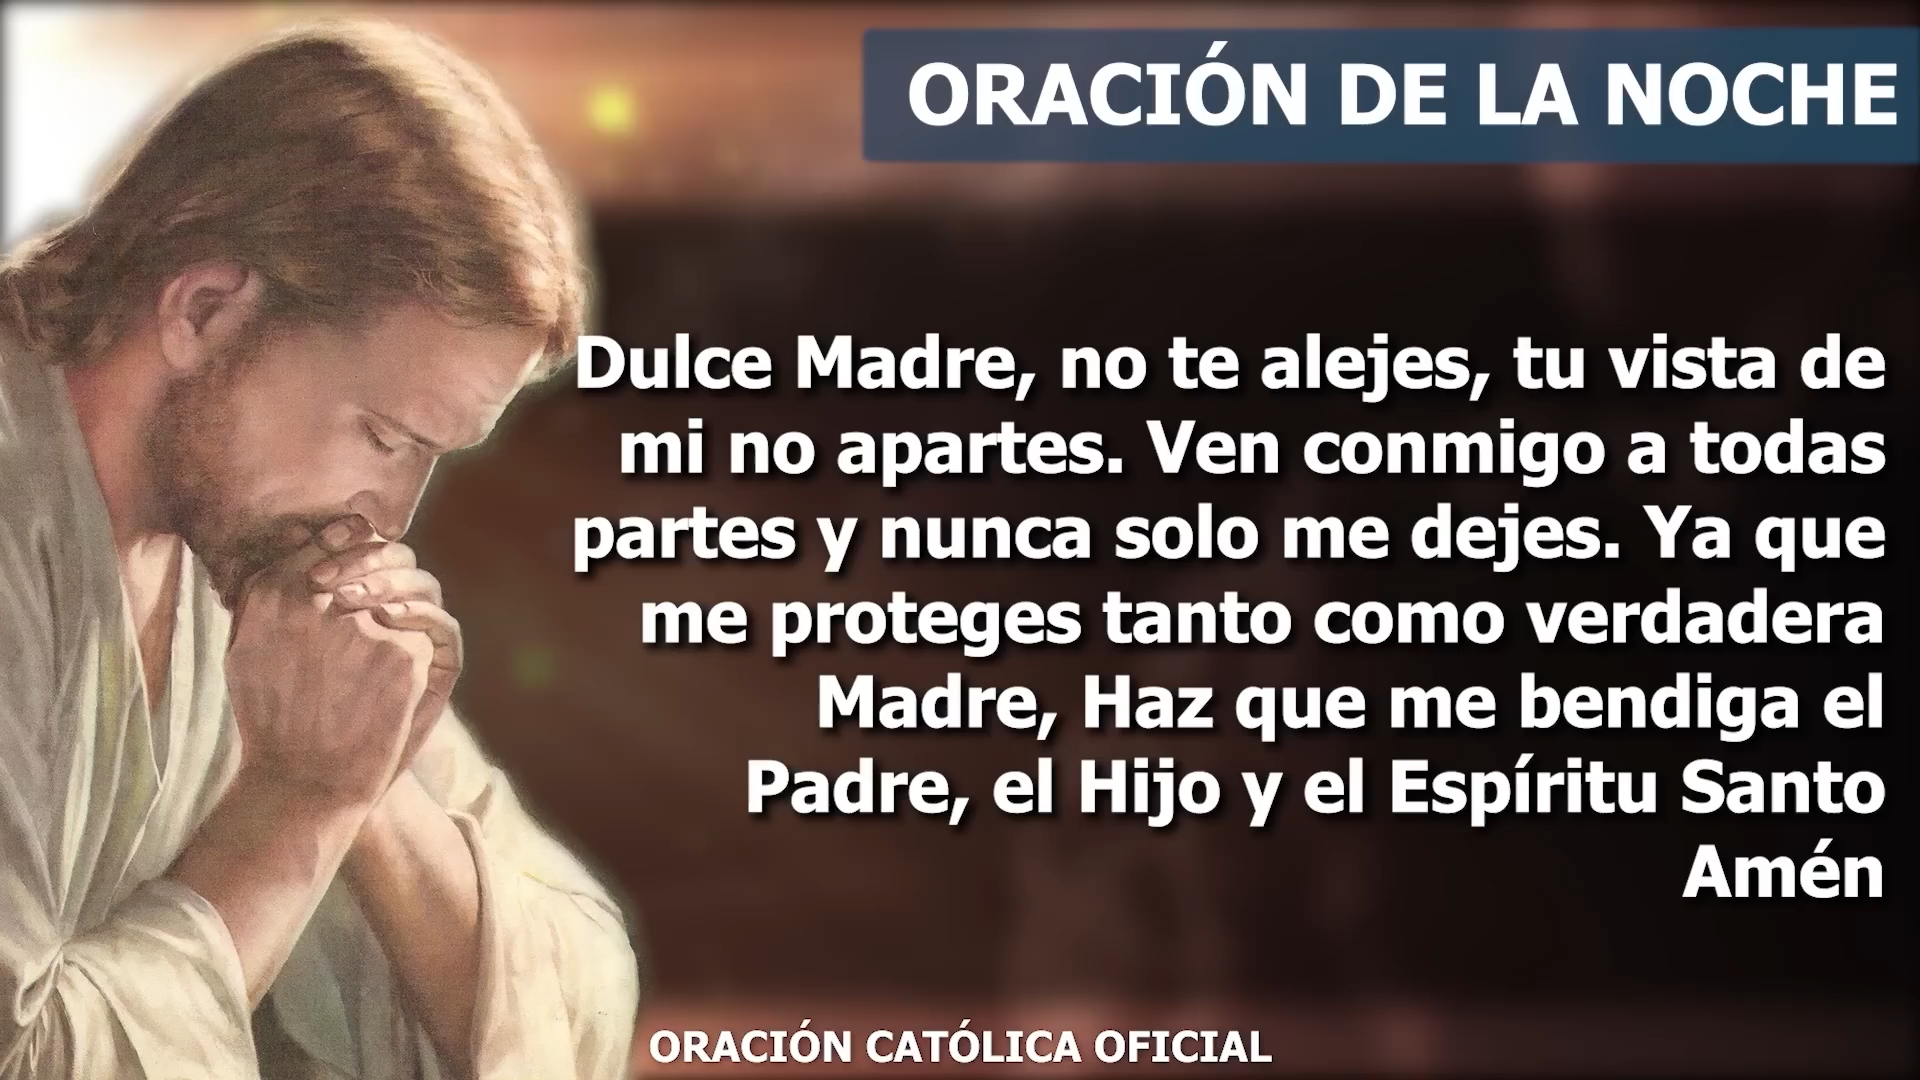 ORACIÓN DE LA NOCHE
Dulce Madre, no te alejes, tu vista de
mi no apartes. Ven conmigo a todas
partes y nunca solo me dejes. Ya que
me proteges tanto como verdadera
Madre, Haz que me bendiga el
Padre, el Hijo y el Espíritu Santo
Amén
ORACIÓN CATÓLICA OFICIAL